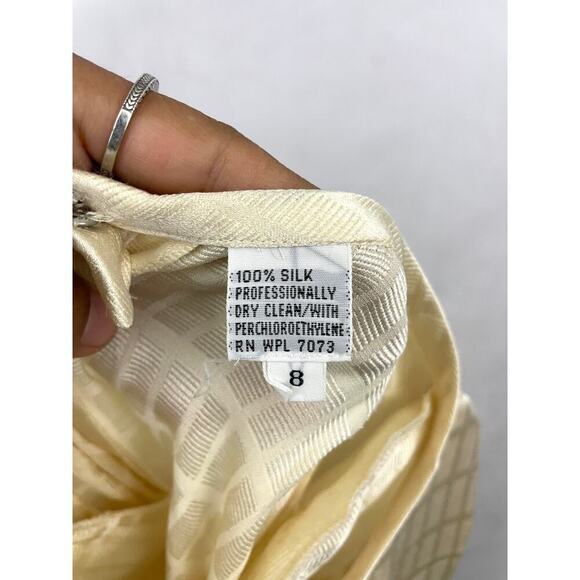 100% SILK
PROFESSIONALLY
DRY CLEAN/WITH
PERCHLOROETHYLENE
RN WPL 7073
8